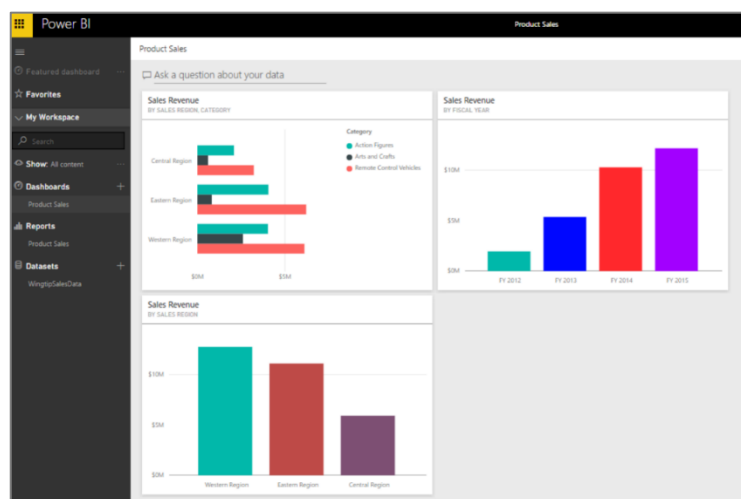 Power BI
Product Sales
Featured dashboard
Favorites
My Workspace
Search
Show: All content
Dashboards
Product Sales
Reports
Product Sales
Datasets
WingtipSalesData
Product Sales
Ask a question about your data
Sales Revenue
BY SALES REGION, CATEGORY
Category
Action Figures
Arts and Crafts
Remote Control Vehicles
Central Region
Eastern Region
Western Region
$0M $5M
Sales Revenue
BY FISCAL YEAR
$10M
$5M
$0M
FY 2012 FY 2013 FY 2014 FY 2015
Sales Revenue
BY SALES REGION
$10M
$5M
$0M
Western Region Eastern Region Central Region